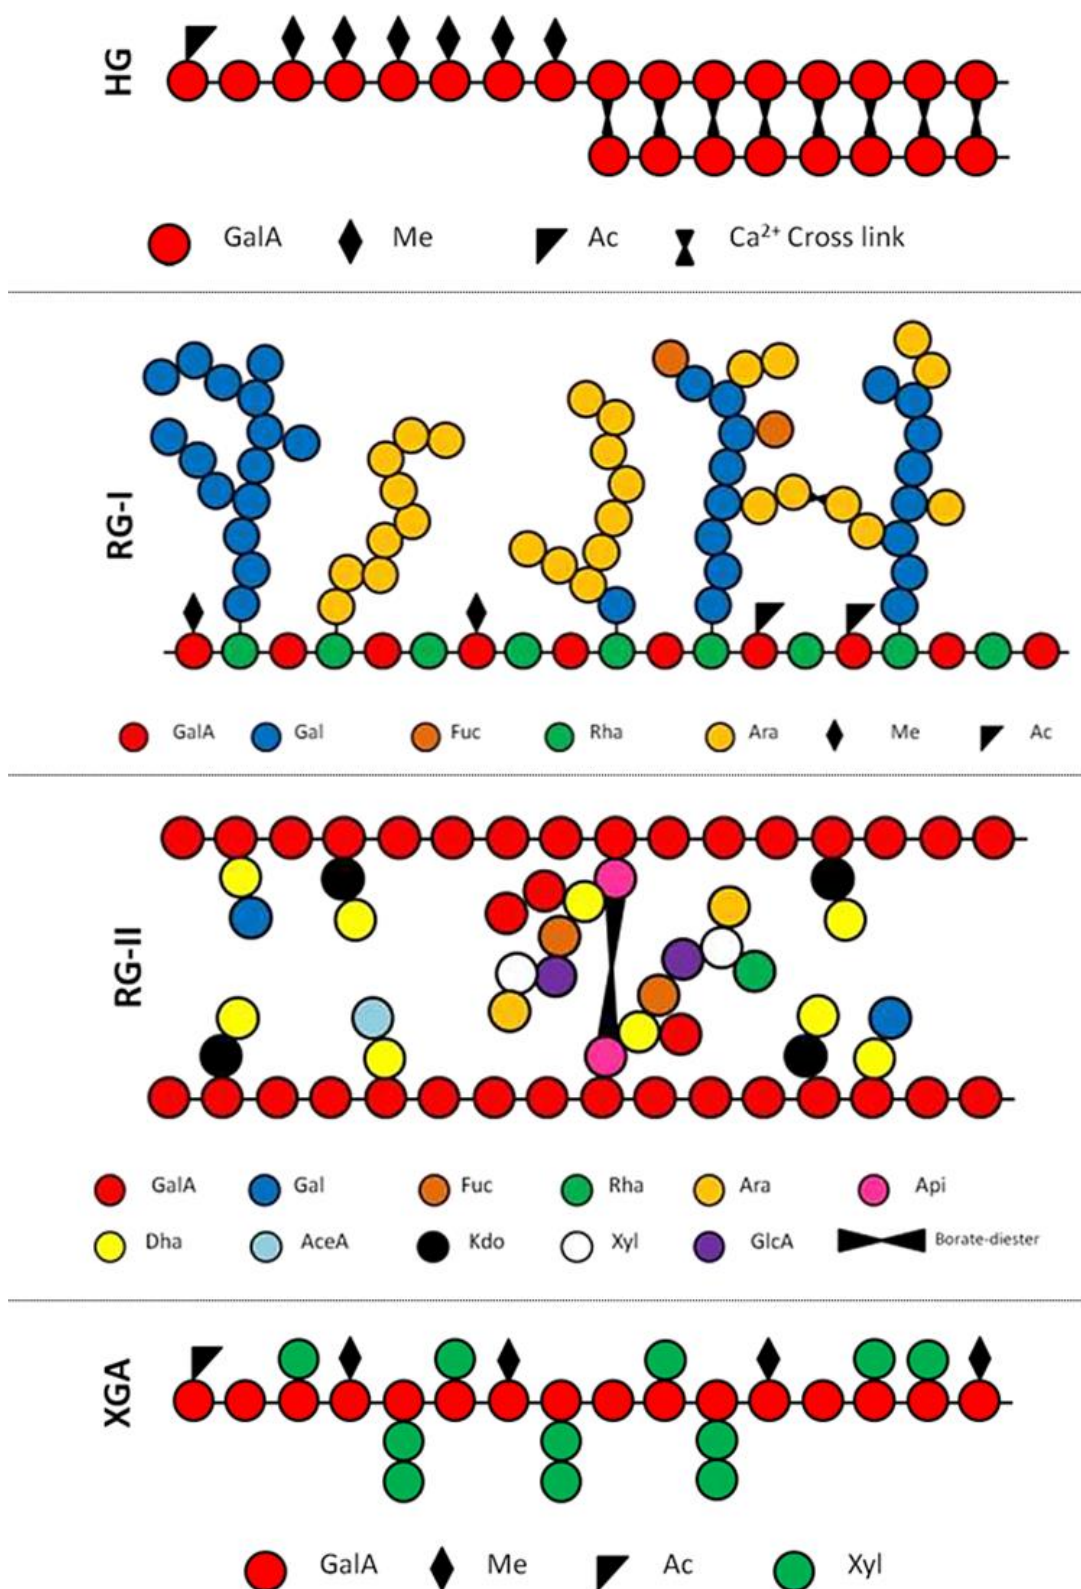 HG
GalA Me Ac Ca²⁺ Cross link
RG-I
GalA Gal Fuc Rha Ara Me Ac
RG-II
GalA Gal Fuc Rha Ara Api
Dha AceA Kdo Xyl GlcA Borate-diester
XGA
GalA Me Ac Xyl